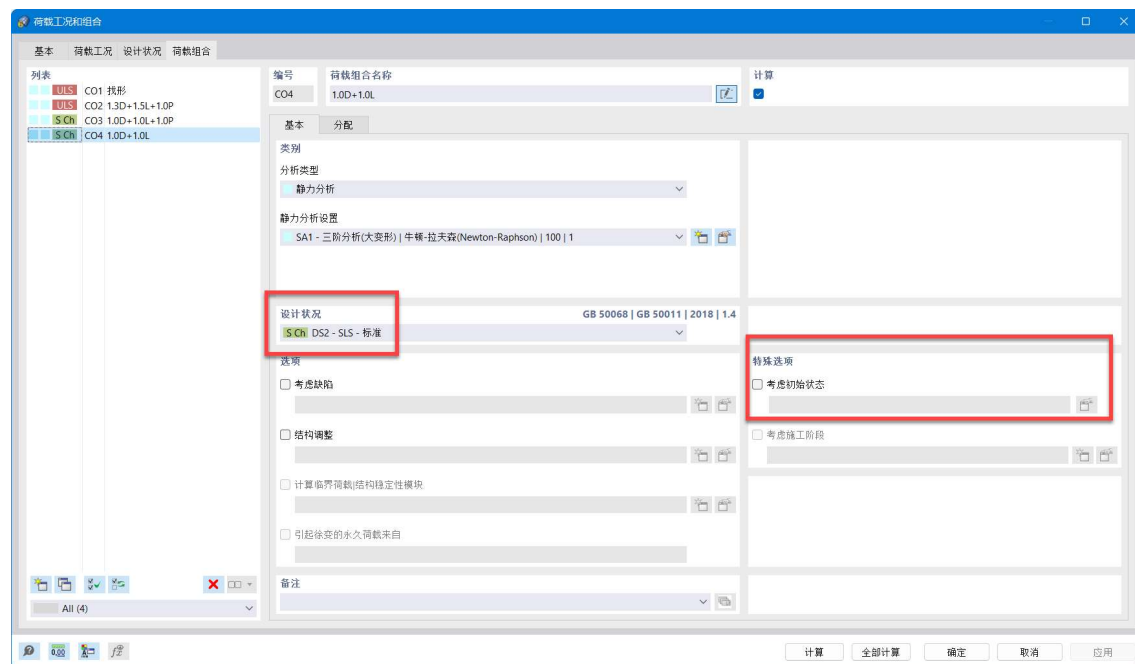 荷载工况和组合
基本 荷载工况 设计状况 荷载组合
列表
ULS CO1 找形
ULS CO2 1.3D+1.5L+1.0P
S Ch CO3 1.0D+1.0L+1.0P
S Ch CO4 1.0D+1.0L
All (4)
编号 荷载组合名称
CO4 1.0D+1.0L
计算
基本 分配
类别
分析类型
静力分析
静力分析设置
SA1 - 三阶分析(大变形) | 牛顿-拉夫森(Newton-Raphson) | 100 | 1
设计状况 GB 50068 | GB 50011 | 2018 | 1.4
S Ch DS2 - SLS - 标准
选项
考虑缺陷
结构调整
计算临界荷载|结构稳定性模块
引起徐变的永久荷载来自
特殊选项
考虑初始状态
考虑施工阶段
备注
0,00
计算 全部计算 确定 取消 应用